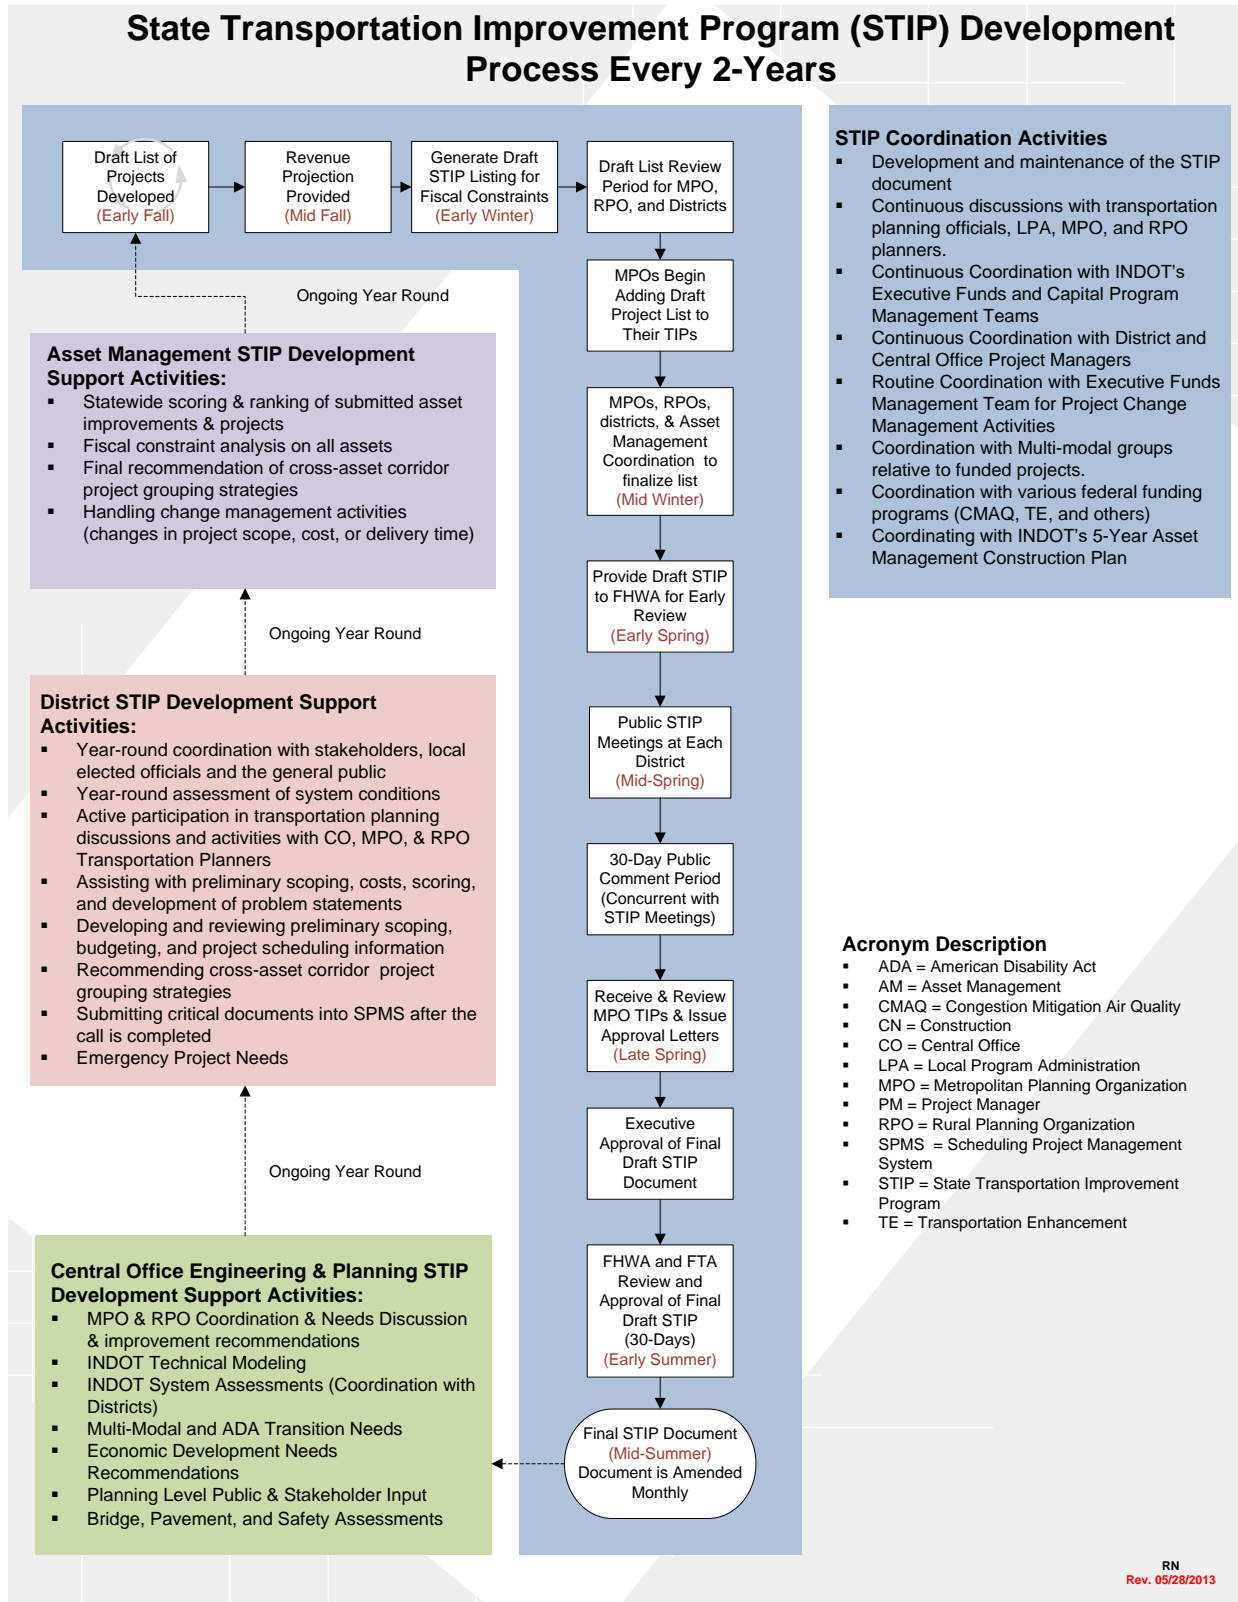 State Transportation Improvement Program (STIP) Development
Process Every 2-Years
Draft List of
Projects
Developed
(Early Fall)
Revenue
Projection
Provided
(Mid Fall)
Generate Draft
STIP Listing for
Fiscal Constraints
(Early Winter)
Draft List Review
Period for MPO,
RPO, and Districts
MPOs Begin
Adding Draft
Project List to
Their TIPs
MPOs, RPOs,
districts, & Asset
Management
Coordination to
finalize list
(Mid Winter)
Provide Draft STIP
to FHWA for Early
Review
(Early Spring)
Public STIP
Meetings at Each
District
(Mid-Spring)
30-Day Public
Comment Period
(Concurrent with
STIP Meetings)
Receive & Review
MPO TIPs & Issue
Approval Letters
(Late Spring)
Executive
Approval of Final
Draft STIP
Document
FHWA and FTA
Review and
Approval of Final
Draft STIP
(30-Days)
(Early Summer)
Final STIP Document
(Mid-Summer)
Document is Amended
Monthly
Ongoing Year Round
Asset Management STIP Development
Support Activities:
▪ Statewide scoring & ranking of submitted asset
improvements & projects
▪ Fiscal constraint analysis on all assets
▪ Final recommendation of cross-asset corridor
project grouping strategies
▪ Handling change management activities
(changes in project scope, cost, or delivery time)
Ongoing Year Round
District STIP Development Support
Activities:
▪ Year-round coordination with stakeholders, local
elected officials and the general public
▪ Year-round assessment of system conditions
▪ Active participation in transportation planning
discussions and activities with CO, MPO, & RPO
Transportation Planners
▪ Assisting with preliminary scoping, costs, scoring,
and development of problem statements
▪ Developing and reviewing preliminary scoping,
budgeting, and project scheduling information
▪ Recommending cross-asset corridor project
grouping strategies
▪ Submitting critical documents into SPMS after the
call is completed
▪ Emergency Project Needs
Ongoing Year Round
Central Office Engineering & Planning STIP
Development Support Activities:
▪ MPO & RPO Coordination & Needs Discussion
& improvement recommendations
▪ INDOT Technical Modeling
▪ INDOT System Assessments (Coordination with
Districts)
▪ Multi-Modal and ADA Transition Needs
▪ Economic Development Needs
Recommendations
▪ Planning Level Public & Stakeholder Input
▪ Bridge, Pavement, and Safety Assessments
STIP Coordination Activities
▪ Development and maintenance of the STIP
document
▪ Continuous discussions with transportation
planning officials, LPA, MPO, and RPO
planners.
▪ Continuous Coordination with INDOT's
Executive Funds and Capital Program
Management Teams
▪ Continuous Coordination with District and
Central Office Project Managers
▪ Routine Coordination with Executive Funds
Management Team for Project Change
Management Activities
▪ Coordination with Multi-modal groups
relative to funded projects.
▪ Coordination with various federal funding
programs (CMAQ, TE, and others)
▪ Coordinating with INDOT's 5-Year Asset
Management Construction Plan
Acronym Description
▪ ADA = American Disability Act
▪ AM = Asset Management
▪ CMAQ = Congestion Mitigation Air Quality
▪ CN = Construction
▪ CO = Central Office
▪ LPA = Local Program Administration
▪ MPO = Metropolitan Planning Organization
▪ PM = Project Manager
▪ RPO = Rural Planning Organization
▪ SPMS = Scheduling Project Management
System
▪ STIP = State Transportation Improvement
Program
▪ TE = Transportation Enhancement
RN
Rev. 05/28/2013